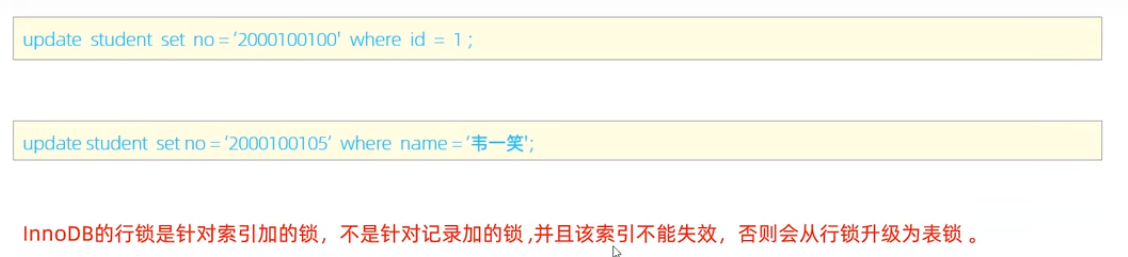 update student set no = ‘2000100100' where id = 1 ;
update student set no = ‘2000100105’ where name = ‘韦一笑';
InnoDB的行锁是针对索引加的锁，不是针对记录加的锁 ,并且该索引不能失效，否则会从行锁升级为表锁 。